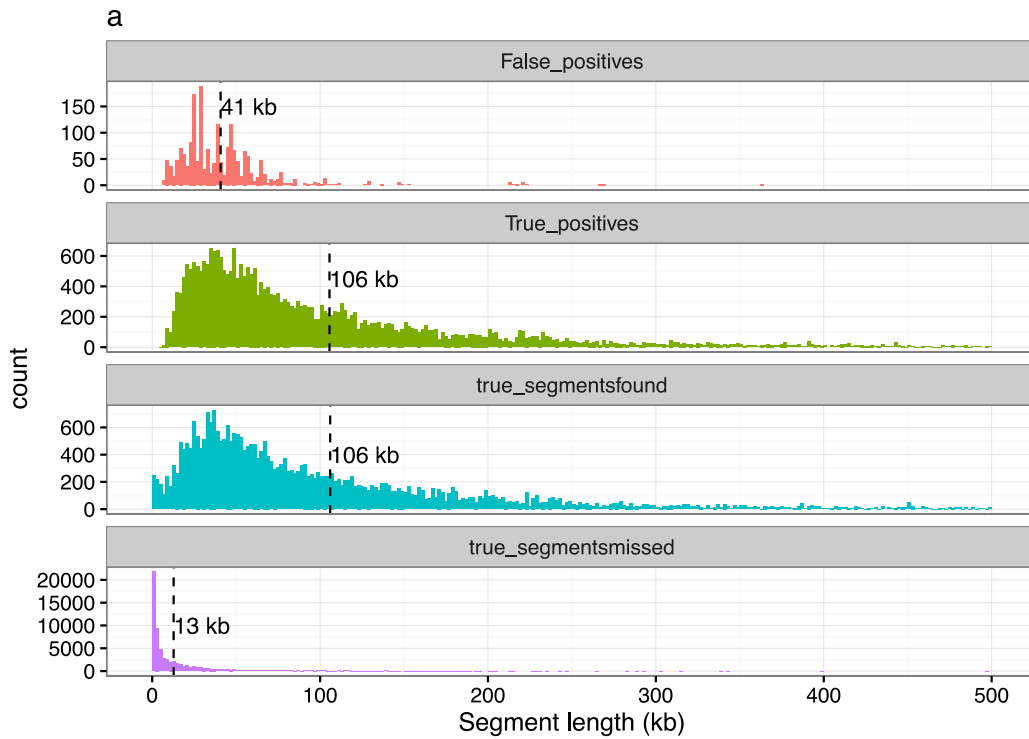 a
False_positives
150
100
50
0
41 kb
True_positives
600
400
200
0
106 kb
true_segmentsfound
600
400
200
0
106 kb
true_segmentsmissed
20000
15000
10000
5000
0
13 kb
0 100 200 300 400 500
Segment length (kb)
count